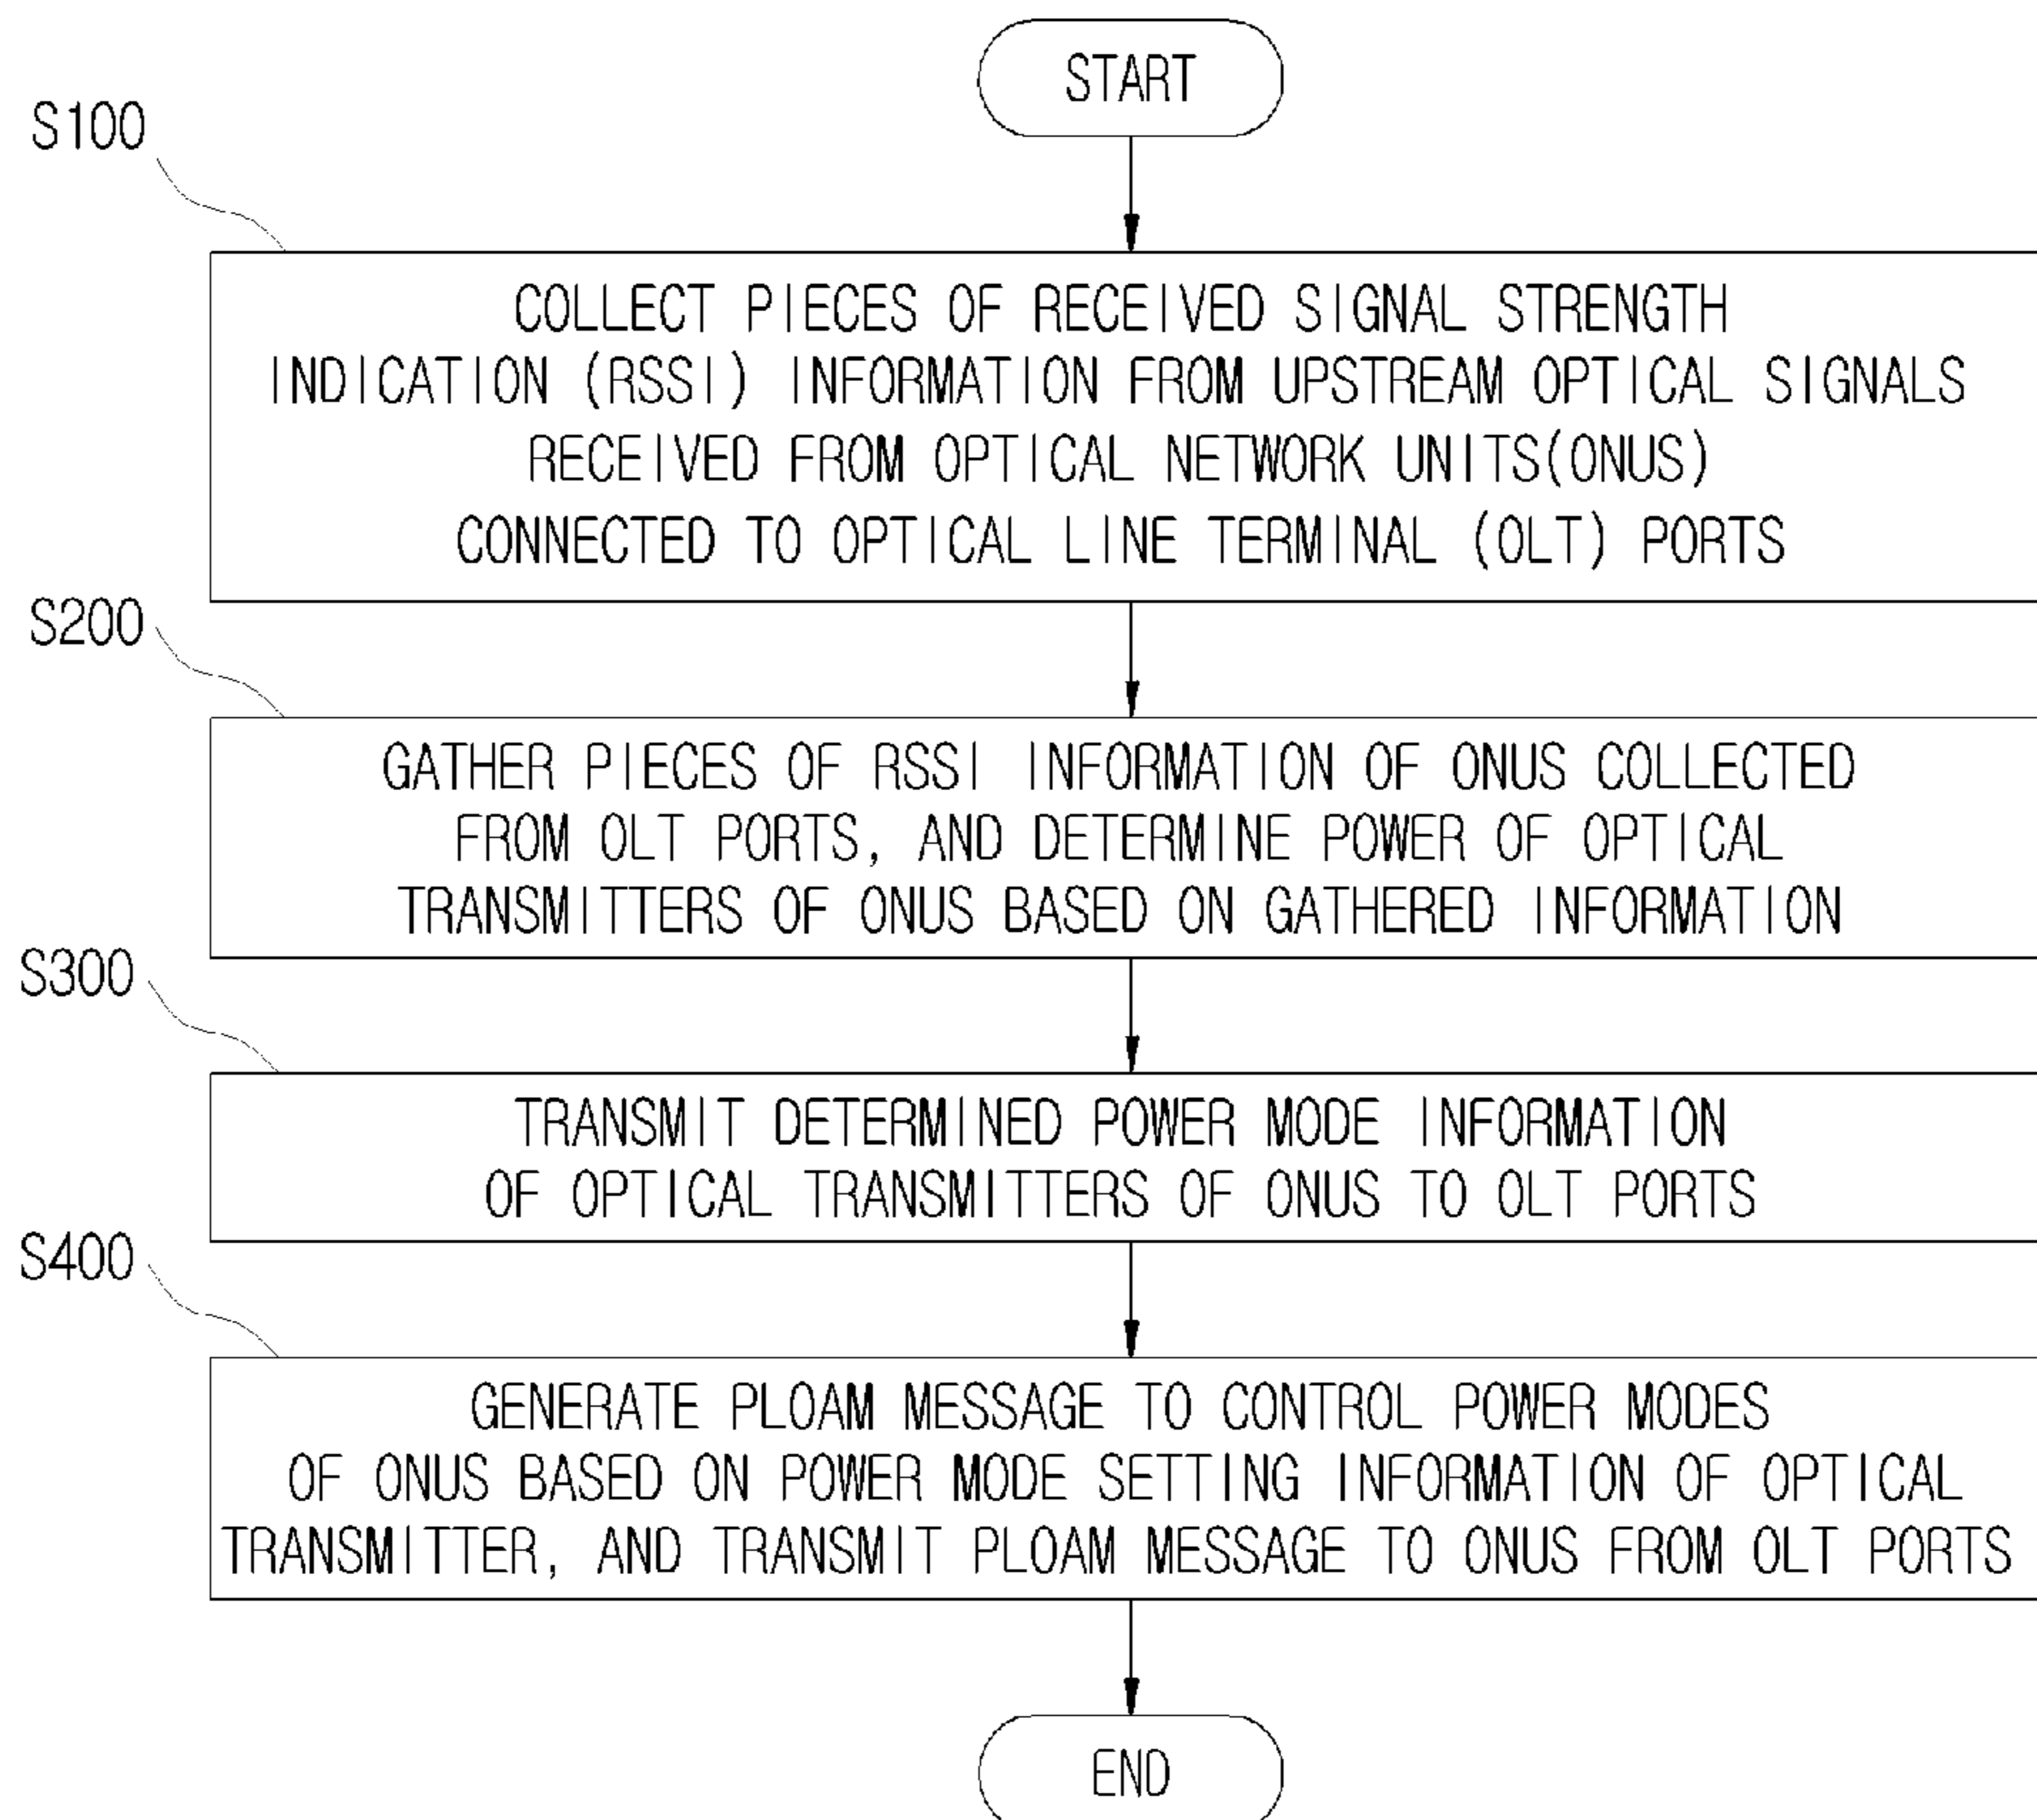 START
S100
COLLECT PIECES OF RECEIVED SIGNAL STRENGTH
INDICATION (RSSI) INFORMATION FROM UPSTREAM OPTICAL SIGNALS
RECEIVED FROM OPTICAL NETWORK UNITS(ONUS)
CONNECTED TO OPTICAL LINE TERMINAL (OLT) PORTS
S200
GATHER PIECES OF RSSI INFORMATION OF ONUS COLLECTED
FROM OLT PORTS, AND DETERMINE POWER OF OPTICAL
TRANSMITTERS OF ONUS BASED ON GATHERED INFORMATION
S300
TRANSMIT DETERMINED POWER MODE INFORMATION
OF OPTICAL TRANSMITTERS OF ONUS TO OLT PORTS
S400
GENERATE PLOAM MESSAGE TO CONTROL POWER MODES
OF ONUS BASED ON POWER MODE SETTING INFORMATION OF OPTICAL
TRANSMITTER, AND TRANSMIT PLOAM MESSAGE TO ONUS FROM OLT PORTS
END